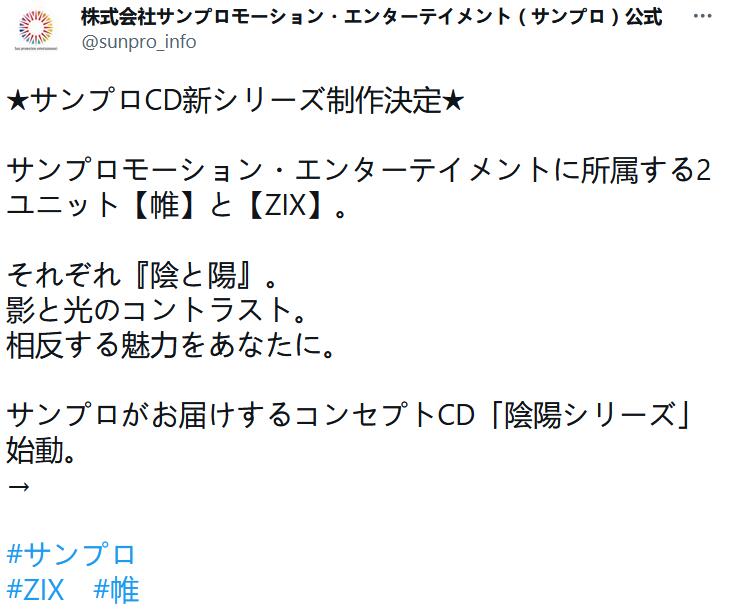 株式会社サンプロモーション・エンターテイメント（サンプロ）公式
@sunpro_info
★サンプロCD新シリーズ制作決定★
サンプロモーション・エンターテイメントに所属する2
ユニット【帷】と【ZIX】。
それぞれ『陰と陽』。
影と光のコントラスト。
相反する魅力をあなたに。
サンプロがお届けするコンセプトCD「陰陽シリーズ」
始動。
→
#サンプロ
#ZIX　#帷